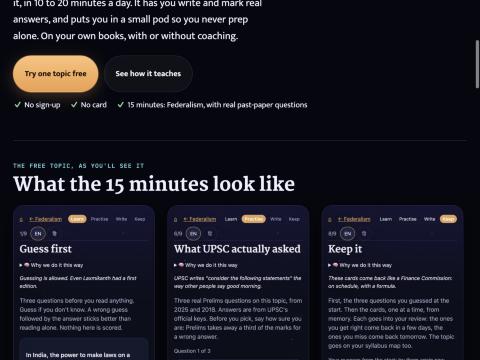 it, in 10 to 20 minutes a day. It has you write and mark real
answers, and puts you in a small pod so you never prep
alone. On your own books, with or without coaching.
Try one topic free
See how it teaches
✓ No sign-up ✓ No card ✓ 15 minutes: Federalism, with real past-paper questions
THE FREE TOPIC, AS YOU'LL SEE IT
What the 15 minutes look like
← Federalism Learn Practise Write Keep
1/9 EN
Guess first
▸ 🧠 Why we do it this way
Guessing is allowed. Even Laxmikanth had a first
edition.
Three questions before you read anything.
Guess if you don't know. A wrong guess
followed by the answer sticks better than
reading alone. Nothing here is scored.
In India, the power to make laws on a
← Federalism Learn Practise Write Keep
6/9 EN
What UPSC actually asked
▸ 🧠 Why we do it this way
UPSC writes "consider the following statements" the
way other people say good morning.
Three real Prelims questions on this topic, from
2025 and 2018. Answers are from UPSC's
official keys. Before you pick, say how sure you
are: Prelims takes away a third of the marks for
a wrong answer.
Question 1 of 3
← Federalism Learn Practise Write Keep
8/9 EN
Keep it
▸ 🧠 Why we do it this way
These cards come back like a Finance Commission:
on schedule, with a formula.
First, the three questions you guessed at the
start. Then the cards, one at a time, from
memory. Each goes into your review: the ones
you get right come back in a few days, the
ones you miss come back tomorrow. The topic
goes on your syllabus map too.